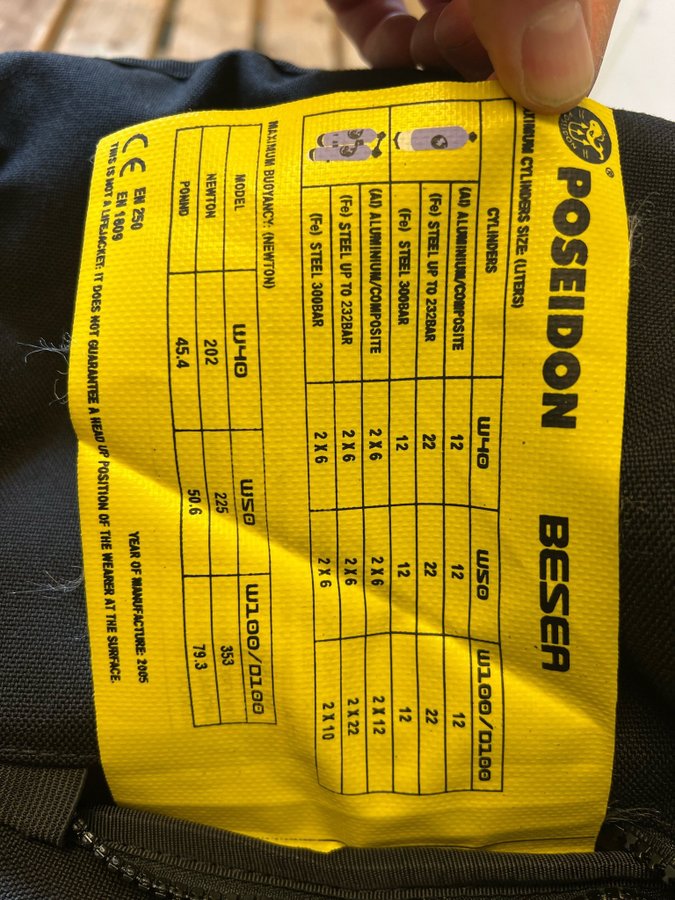 POSEIDON ® BESEA
MAXIMUM CYLINDERS SIZE: (LITERS)
CYLINDERS W40 W50 W100/D100
(Al) ALUMINIUM/COMPOSITE 12 12 12
(Fe) STEEL UP TO 232BAR 22 22 22
(Fe) STEEL 300BAR 12 12 12
(Al) ALUMINIUM/COMPOSITE 2 X 6 2 X 6 2 X 12
(Fe) STEEL UP TO 232BAR 2 X 6 2 X 6 2 X 22
(Fe) STEEL 300BAR 2 X 6 2 X 6 2 X 10
MAXIMUM BUOYANCY: (NEWTON)
MODEL W40 W50 W100/D100
NEWTON 202 225 353
PONND 45.4 50.6 79.3
CE EN 250
EN 1809
YEAR OF MANUFACTURE: 2005
THIS IS NOT A LIFEJACKET: IT DOES NOT GUARANTEE A HEAD UP POSITION OF THE WEARER AT THE SURFACE.